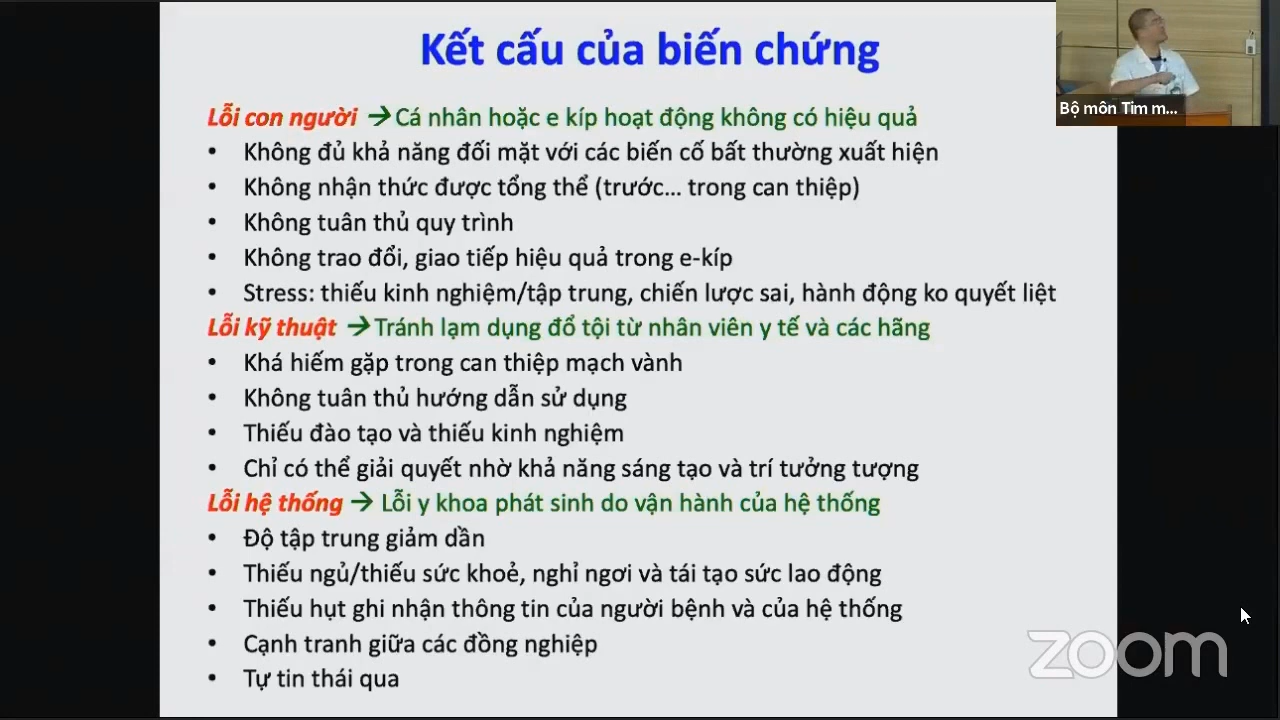 Kết cấu của biến chứng
Lỗi con người → Cá nhân hoặc e kíp hoạt động không có hiệu quả
• Không đủ khả năng đối mặt với các biến cố bất thường xuất hiện
• Không nhận thức được tổng thể (trước... trong can thiệp)
• Không tuân thủ quy trình
• Không trao đổi, giao tiếp hiệu quả trong e-kíp
• Stress: thiếu kinh nghiệm/tập trung, chiến lược sai, hành động ko quyết liệt
Lỗi kỹ thuật → Tránh lạm dụng đổ tội từ nhân viên y tế và các hãng
• Khá hiếm gặp trong can thiệp mạch vành
• Không tuân thủ hướng dẫn sử dụng
• Thiếu đào tạo và thiếu kinh nghiệm
• Chỉ có thể giải quyết nhờ khả năng sáng tạo và trí tưởng tượng
Lỗi hệ thống → Lỗi y khoa phát sinh do vận hành của hệ thống
• Độ tập trung giảm dần
• Thiếu ngủ/thiếu sức khoẻ, nghỉ ngơi và tái tạo sức lao động
• Thiếu hụt ghi nhận thông tin của người bệnh và của hệ thống
• Cạnh tranh giữa các đồng nghiệp
• Tự tin thái quá
Bộ môn Tim m...
zoom